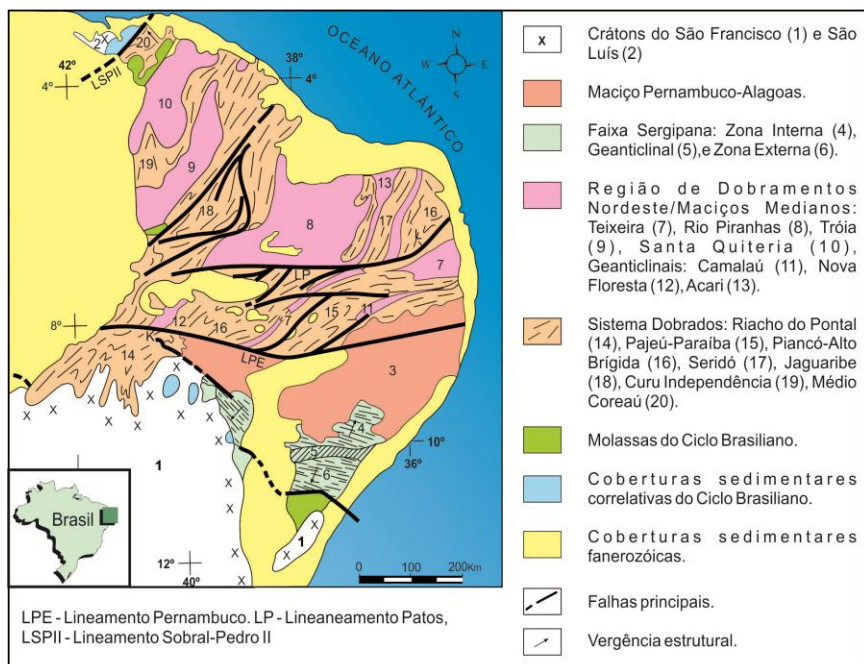 OCEANO ATLÂNTICO
N
W
E
S
42º
4º
38º
4º
2
20
LSPII
10
19
9
18
8
13
17
16
7
LP
8º
12
16
7
15
11
K
LPE
14
3
4
5
6
10º
36º
1
1
12º
40º
0 100 200Km
Brasil
LPE - Lineamento Pernambuco. LP - Lineaneamento Patos,
LSPII - Lineamento Sobral-Pedro II
x
Crátons do São Francisco (1) e São
Luís (2)
Maciço Pernambuco-Alagoas.
Faixa Sergipana: Zona Interna (4),
Geanticlinal (5),e Zona Externa (6).
Região de Dobramentos
Nordeste/Maciços Medianos:
Teixeira (7), Rio Piranhas (8), Tróia
(9), Santa Quiteria (10),
Geanticlinais: Camalaú (11), Nova
Floresta (12), Acari (13).
Sistema Dobrados: Riacho do Pontal
(14), Pajeú-Paraíba (15), Piancó-Alto
Brígida (16), Seridó (17), Jaguaribe
(18), Curu Independência (19), Médio
Coreaú (20).
Molassas do Ciclo Brasiliano.
Coberturas sedimentares
correlativas do Ciclo Brasiliano.
Coberturas sedimentares
fanerozóicas.
Falhas principais.
Vergência estrutural.